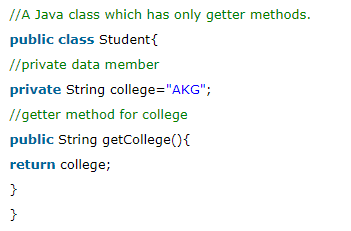 //A Java class which has only getter methods.
public class Student{
//private data member
private String college="AKG";
//getter method for college
public String getCollege(){
return college;
}
}